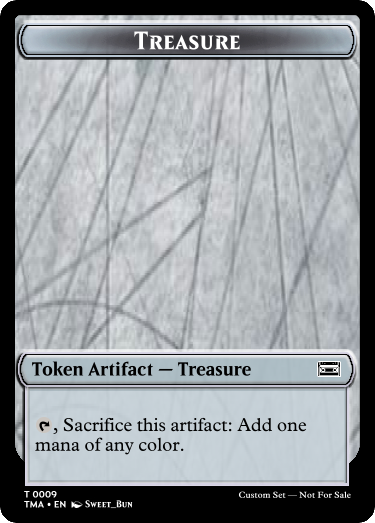 Treasure
Token Artifact — Treasure
, Sacrifice this artifact: Add one
mana of any color.
T 0009
TMA • EN Sweet_Bun
Custom Set — Not For Sale